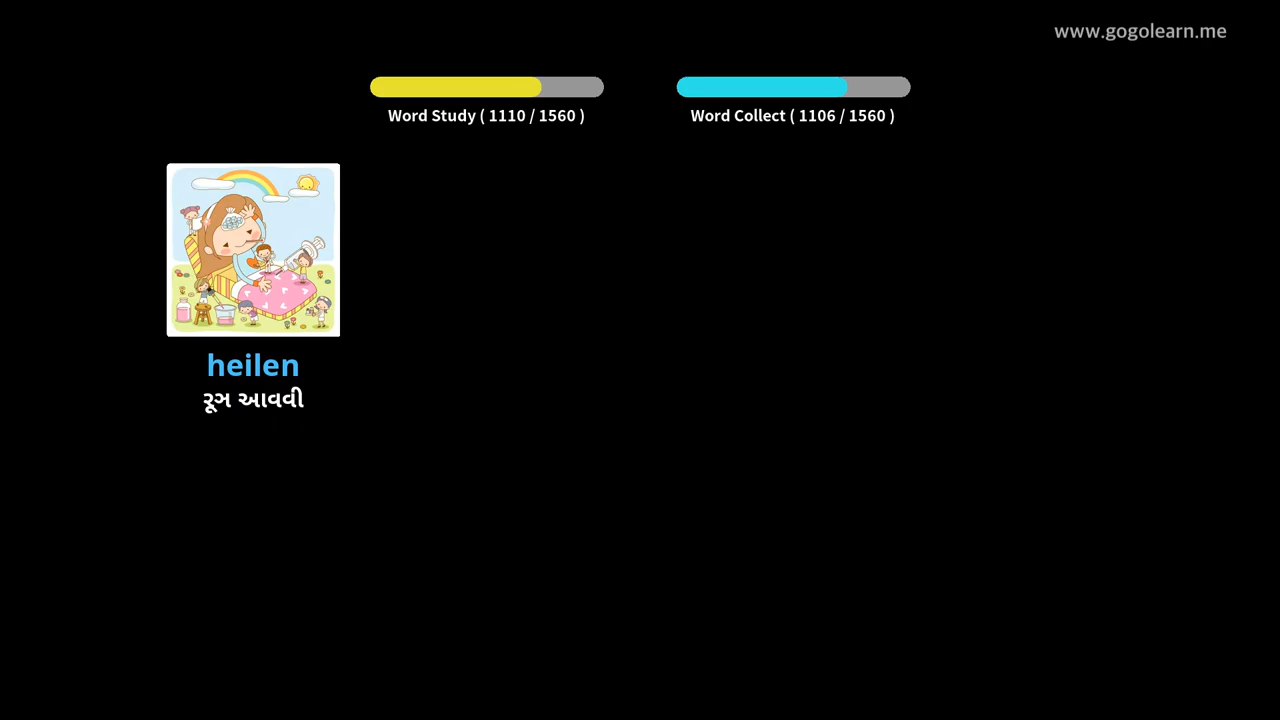 www.gogolearn.me
Word Study ( 1110 / 1560 )
Word Collect ( 1106 / 1560 )
heilen
રૂઞ આવવી